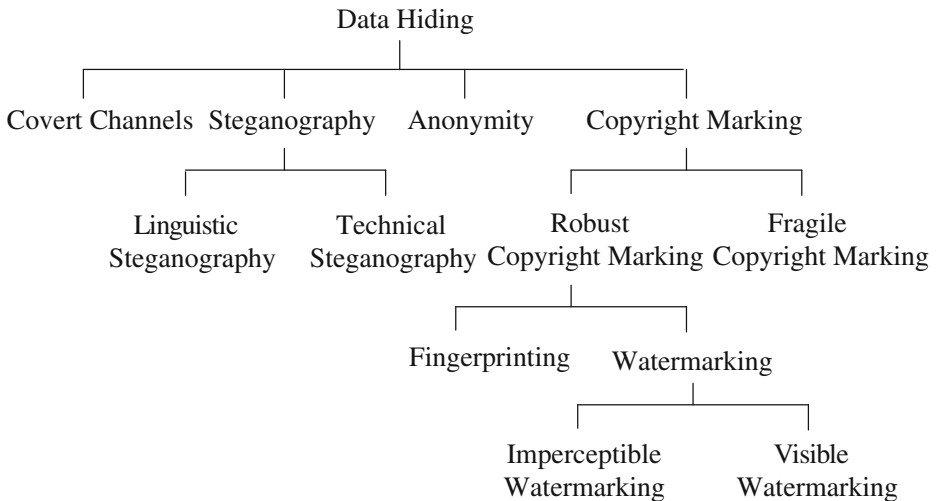 Data Hiding
Covert Channels Steganography Anonymity Copyright Marking
Linguistic Steganography
Technical Steganography
Robust Copyright Marking
Fragile Copyright Marking
Fingerprinting Watermarking
Imperceptible Watermarking
Visible Watermarking